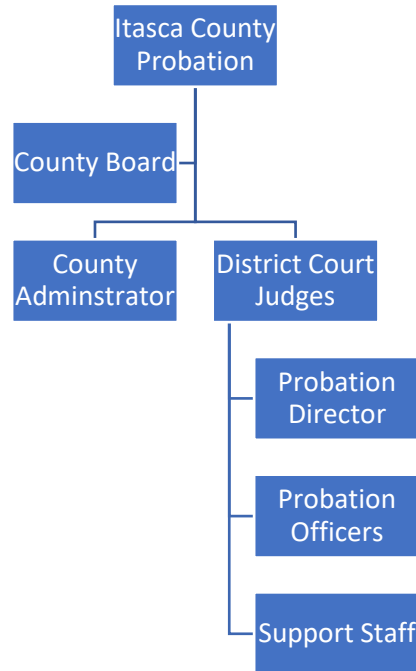 Itasca County
Probation
County Board
County
Adminstrator
District Court
Judges
Probation
Director
Probation
Officers
Support Staff